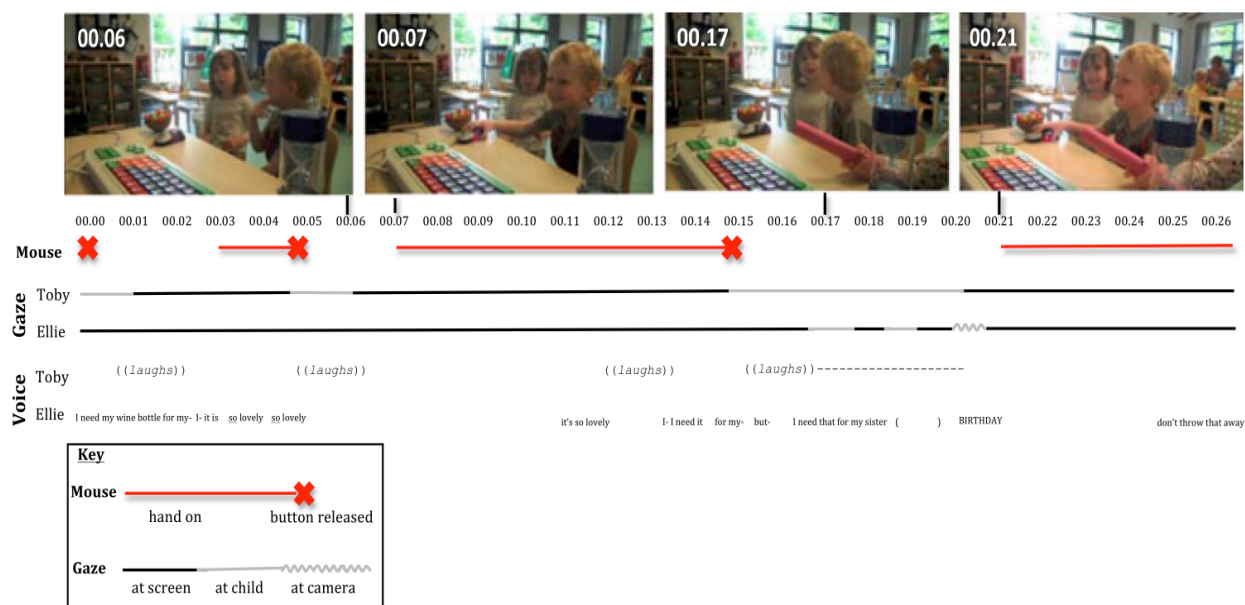 00.06 00.07 00.17 00.21
00.00 00.01 00.02 00.03 00.04 00.05 00.06 00.07 00.08 00.09 00.10 00.11 00.12 00.13 00.14 00.15 00.16 00.17 00.18 00.19 00.20 00.21 00.22 00.23 00.24 00.25 00.26
Mouse
Gaze
Toby
Ellie
Voice
Toby ((laughs)) ((laughs)) ((laughs)) ((laughs))--------------------
Ellie I need my wine bottle for my- I- it is so lovely so lovely it's so lovely I- I need it for my- but- I need that for my sister ( ) BIRTHDAY don't throw that away
Key
Mouse
hand on button released
Gaze
at screen at child at camera